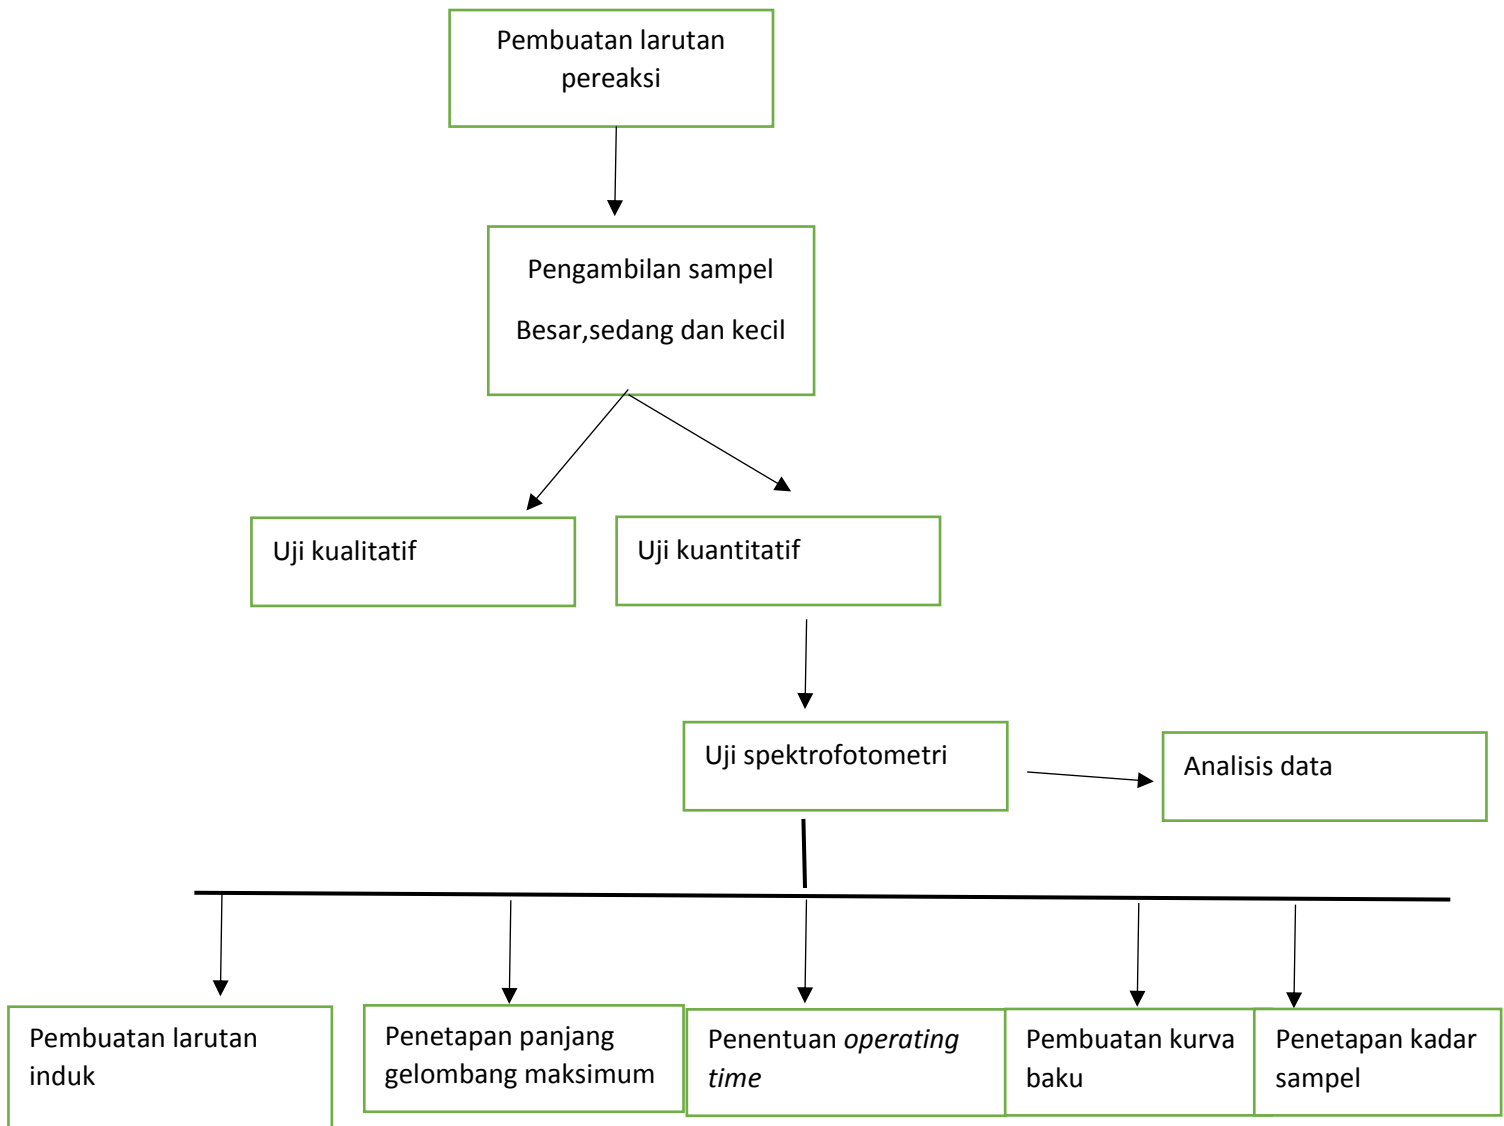 Pembuatan larutan
pereaksi
Pengambilan sampel
Besar,sedang dan kecil
Uji kualitatif
Uji kuantitatif
Uji spektrofotometri
Analisis data
Pembuatan larutan
induk
Penetapan panjang
gelombang maksimum
Penentuan operating
time
Pembuatan kurva
baku
Penetapan kadar
sampel